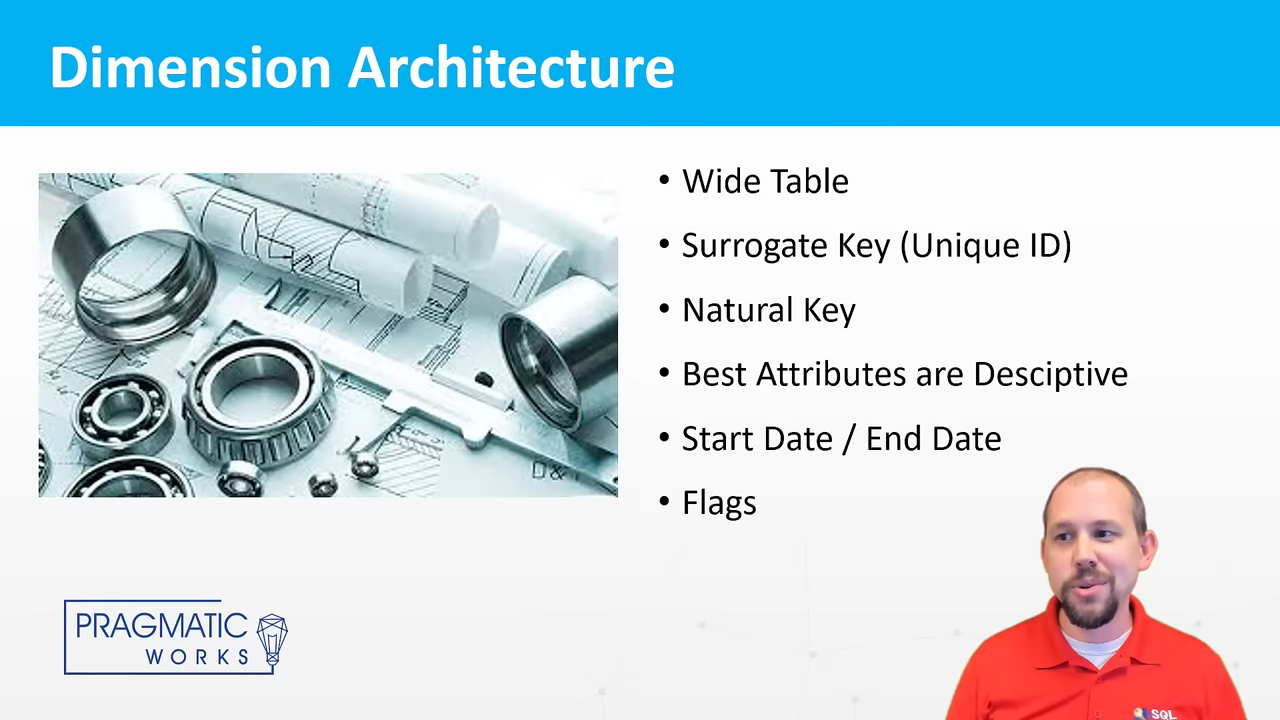 Dimension Architecture
• Wide Table
• Surrogate Key (Unique ID)
• Natural Key
• Best Attributes are Desciptive
• Start Date / End Date
• Flags
PRAGMATIC
WORKS
SQL